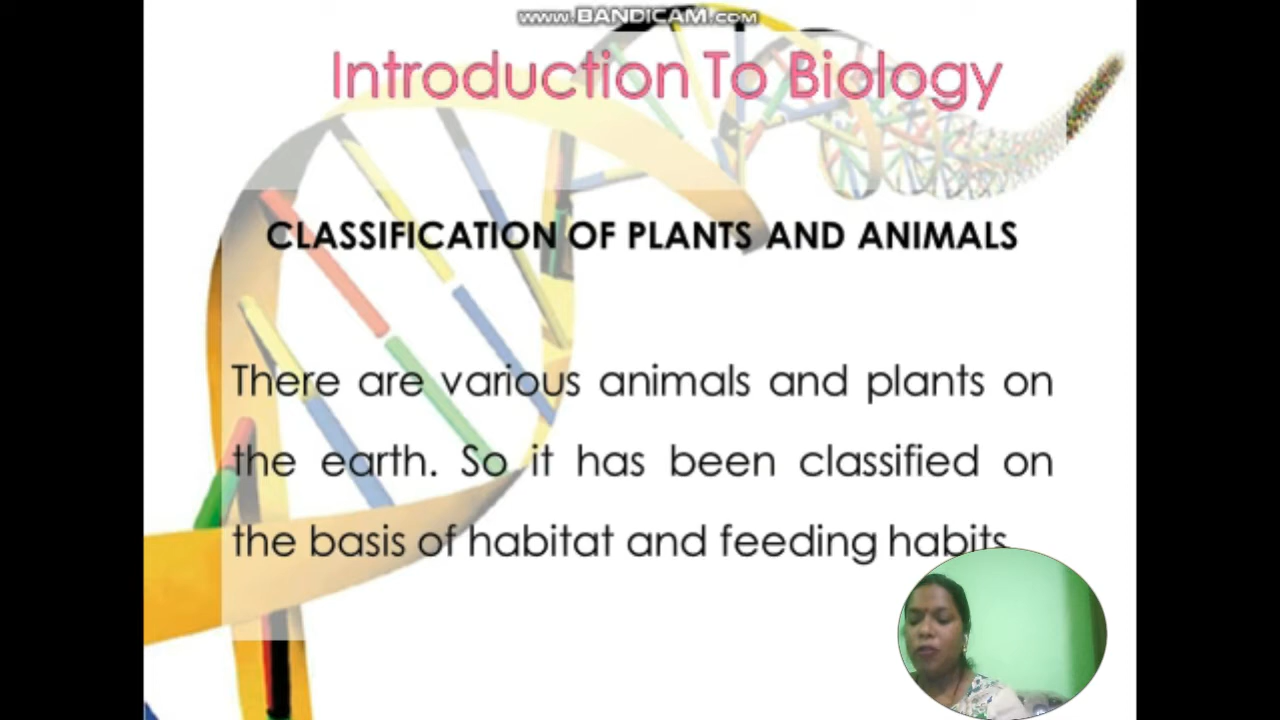 www.BANDICAM.com
Introduction To Biology
CLASSIFICATION OF PLANTS AND ANIMALS
There are various animals and plants on
the earth. So it has been classified on
the basis of habitat and feeding habits